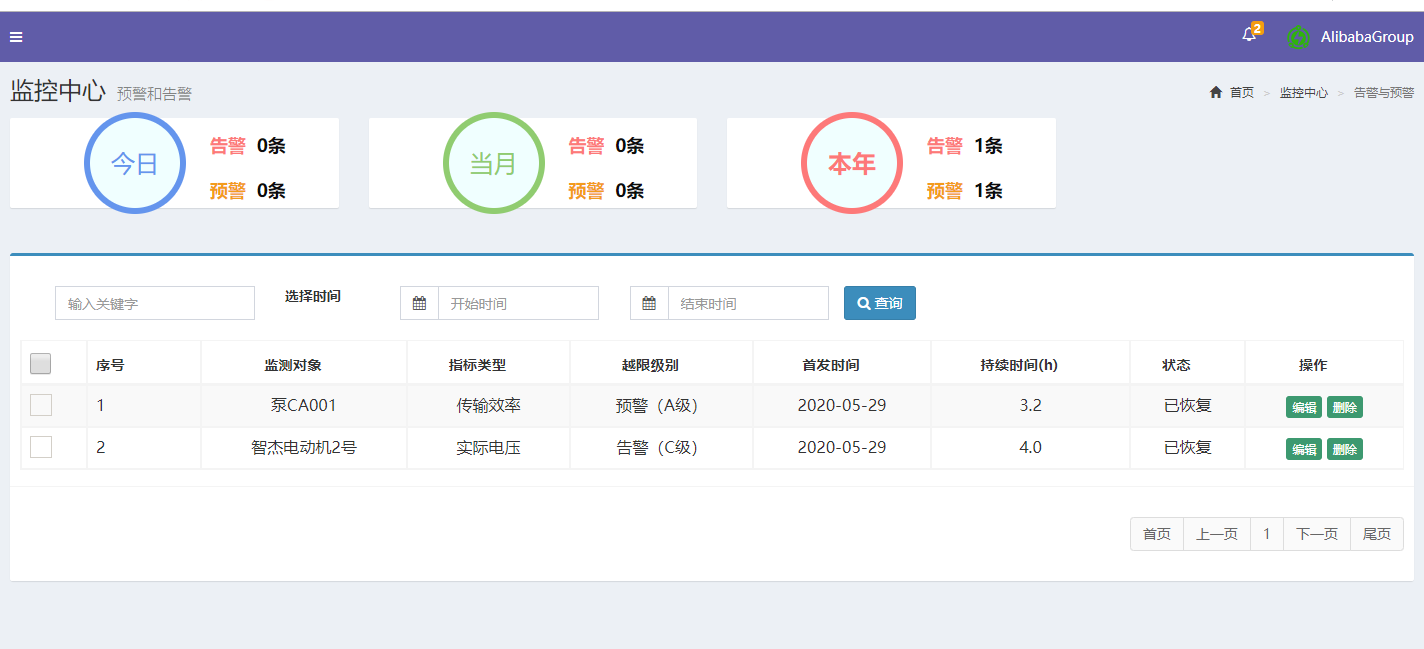 2
AlibabaGroup
监控中心 预警和告警
首页 > 监控中心 > 告警与预警
今日 告警 0条
预警 0条
当月 告警 0条
预警 0条
本年 告警 1条
预警 1条
输入关键字 选择时间 开始时间 结束时间 查询
序号 监测对象 指标类型 越限级别 首发时间 持续时间(h) 状态 操作
1 泵CA001 传输效率 预警（A级） 2020-05-29 3.2 已恢复 编辑 删除
2 智杰电动机2号 实际电压 告警（C级） 2020-05-29 4.0 已恢复 编辑 删除
首页 上一页 1 下一页 尾页